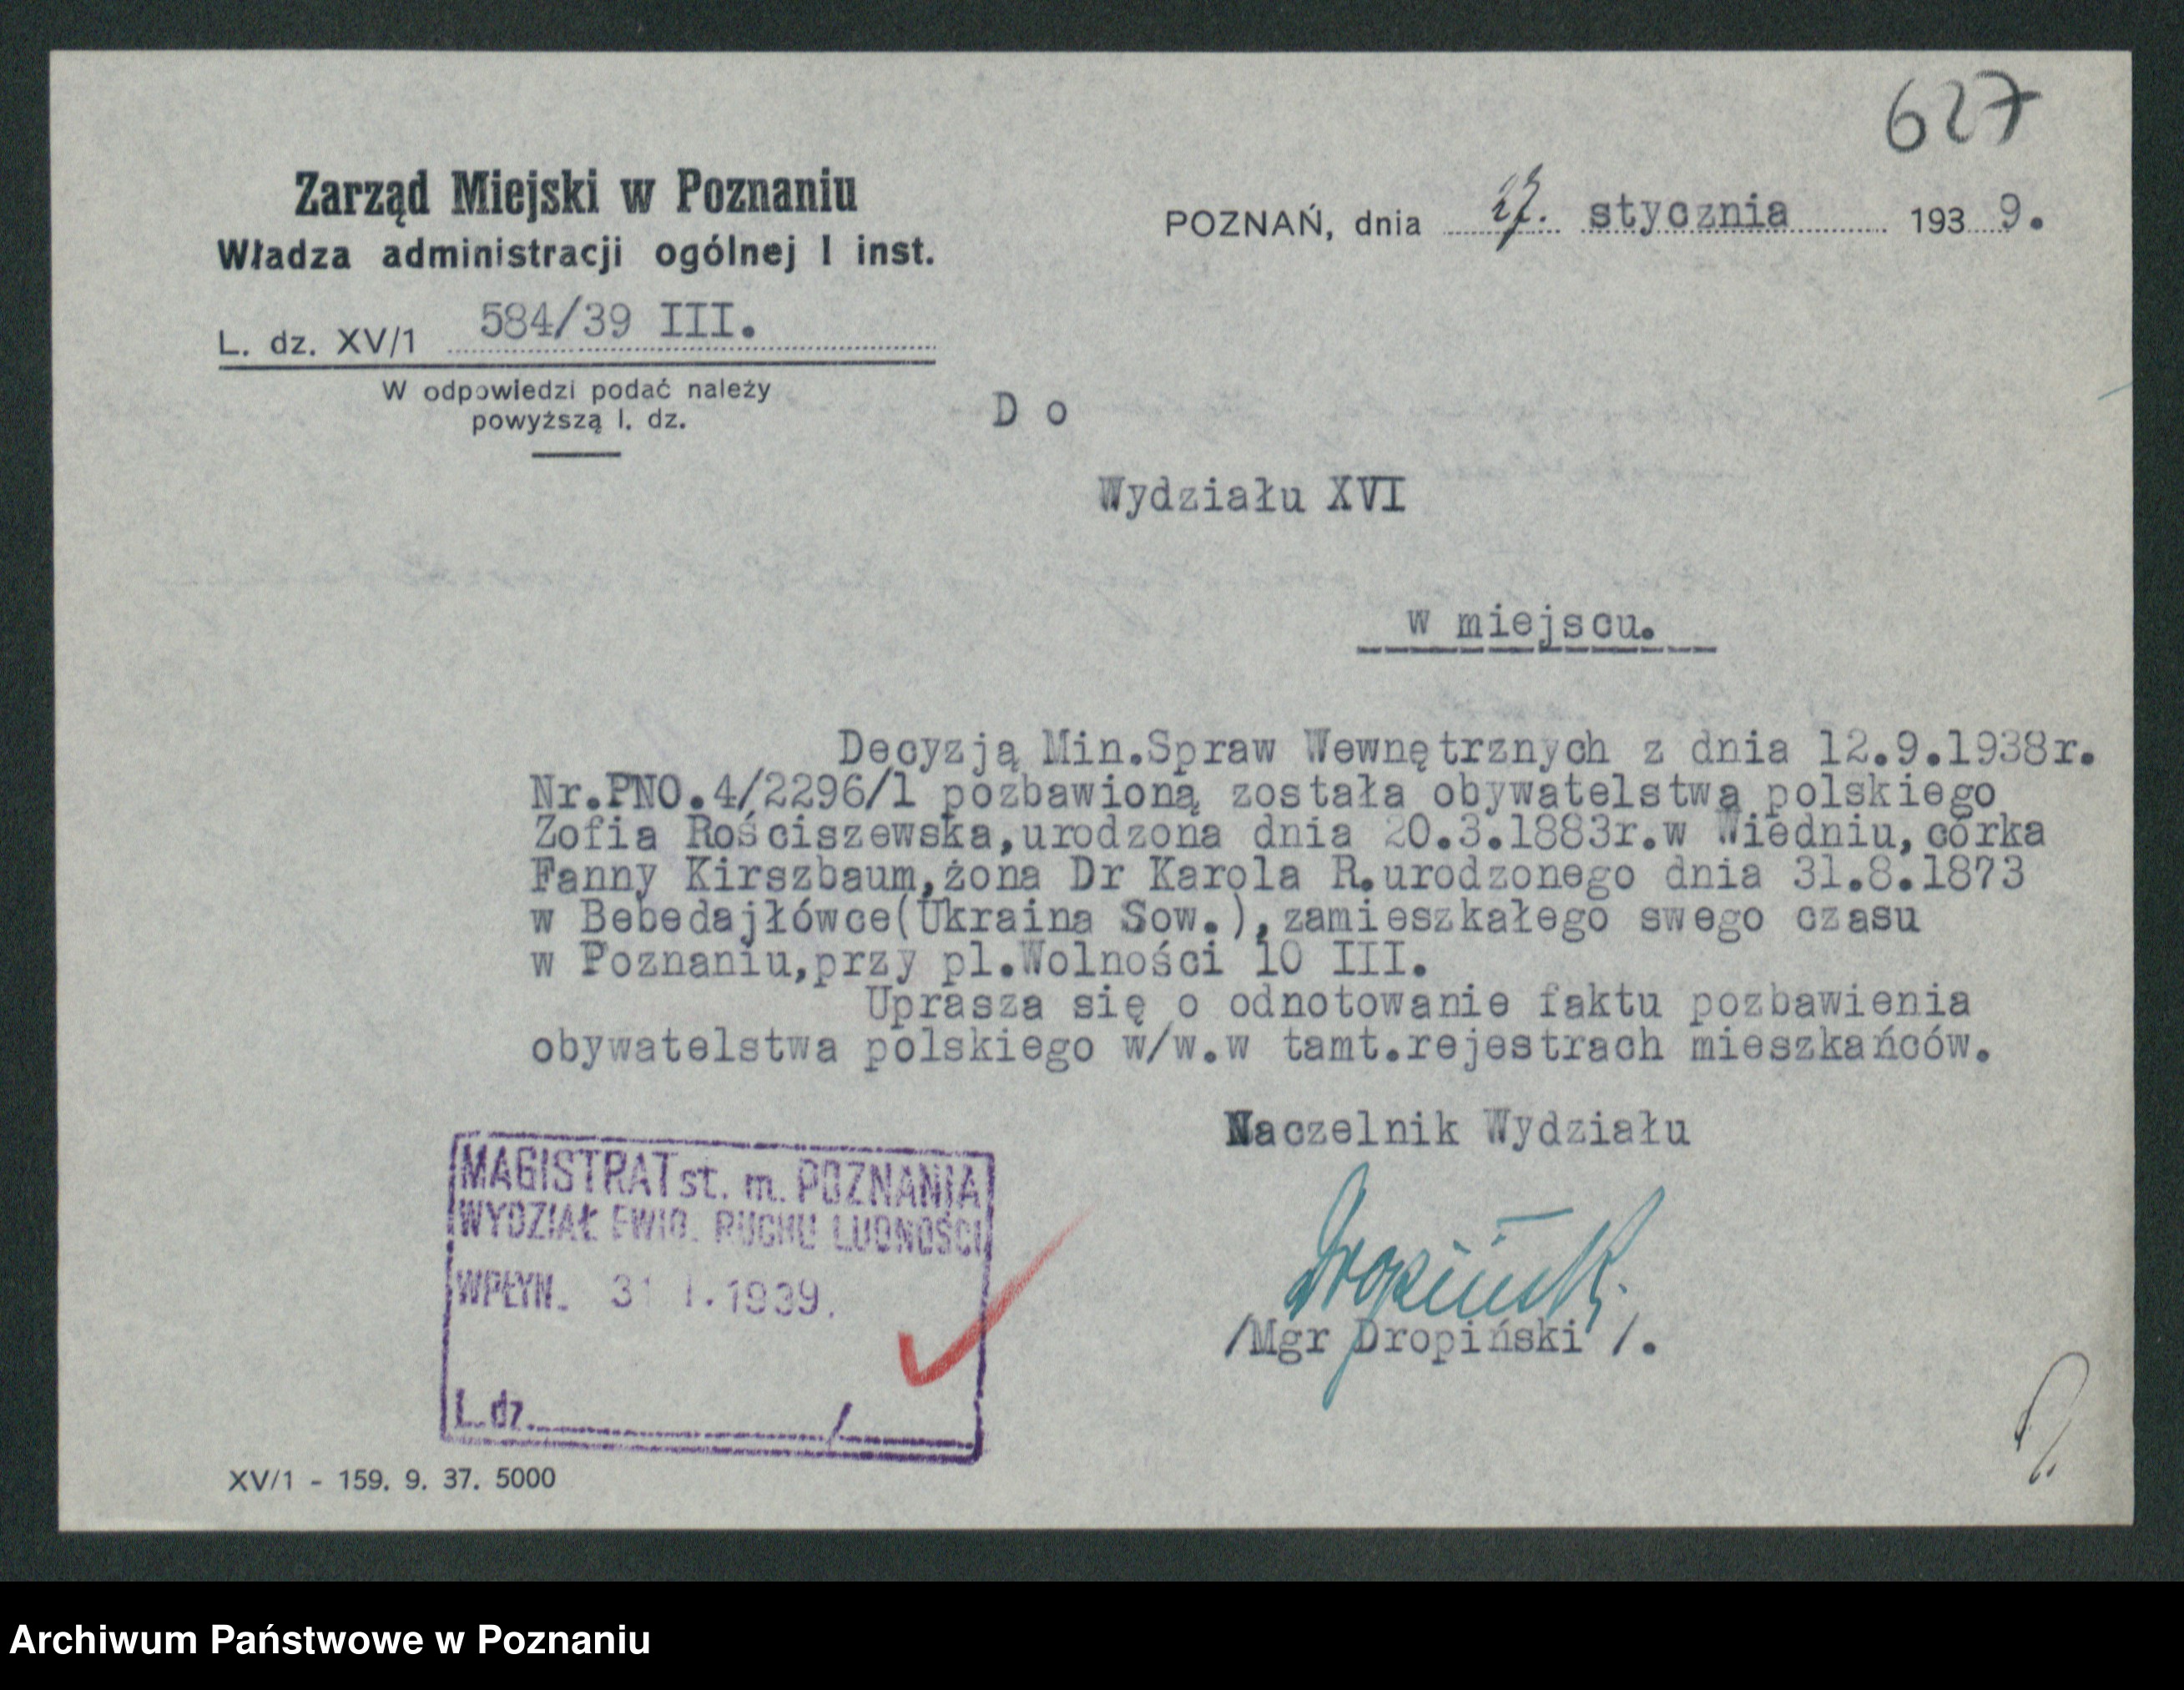 627
Zarząd Miejski w Poznaniu
Władza administracji ogólnej I inst.
POZNAŃ, dnia 27. stycznia 1939.
L. dz. XV/1 584/39 III.
W odpowiedzi podać należy
powyższą l. dz.
D o
Wydziału XVI
w miejscu.
Decyzją Min.Spraw Wewnętrznych z dnia 12.9.1938r.
Nr.PNO.4/2296/1 pozbawioną została obywatelstwa polskiego
Zofia Rościszewska,urodzona dnia 20.3.1883r.w Wiedniu,córka
Fanny Kirszbaum,żona Dr Karola R.urodzonego dnia 31.8.1873
w Bebedajłówce(Ukraina Sow.),zamieszkałego swego czasu
w Poznaniu,przy pl.Wolności 10 III.
Uprasza się o odnotowanie faktu pozbawienia
obywatelstwa polskiego w/w.w tamt.rejestrach mieszkańców.
Naczelnik Wydziału
Dropiński
/Mgr Dropiński /.
MAGISTRAT st. m. POZNANIA
WYDZIAŁ EWID. RUCHU LUDNOŚCI
WPŁYN. 31 I. 1939.
L. dz. /
XV/1 - 159. 9. 37. 5000
Archiwum Państwowe w Poznaniu